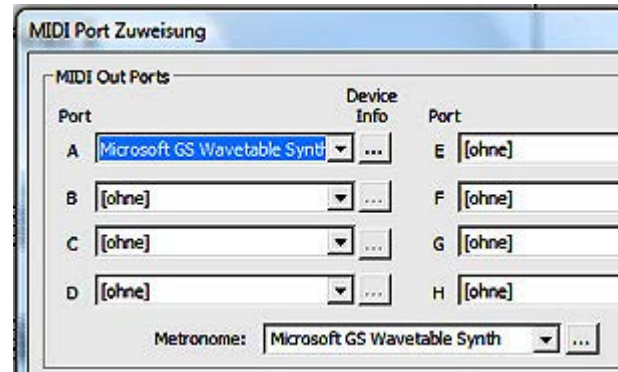 MIDI Port Zuweisung
MIDI Out Ports
Port Device Info Port
A Microsoft GS Wavetable Synth ... E [ohne]
B [ohne] ... F [ohne]
C [ohne] ... G [ohne]
D [ohne] ... H [ohne]
Metronome: Microsoft GS Wavetable Synth ...